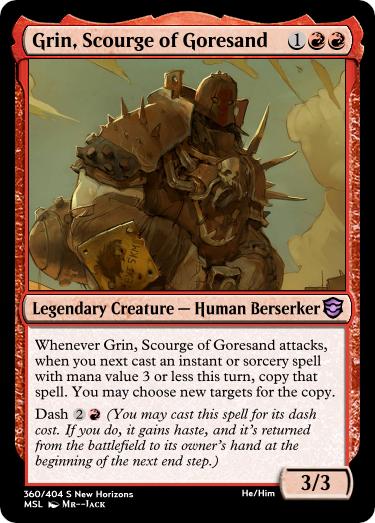 Grin, Scourge of Goresand 1
Legendary Creature — Human Berserker
Whenever Grin, Scourge of Goresand attacks,
when you next cast an instant or sorcery spell
with mana value 3 or less this turn, copy that
spell. You may choose new targets for the copy.
Dash 2 (You may cast this spell for its dash
cost. If you do, it gains haste, and it's returned
from the battlefield to its owner's hand at the
beginning of the next end step.)
3/3
360/404 S New Horizons He/Him
MSL Mr--Jack